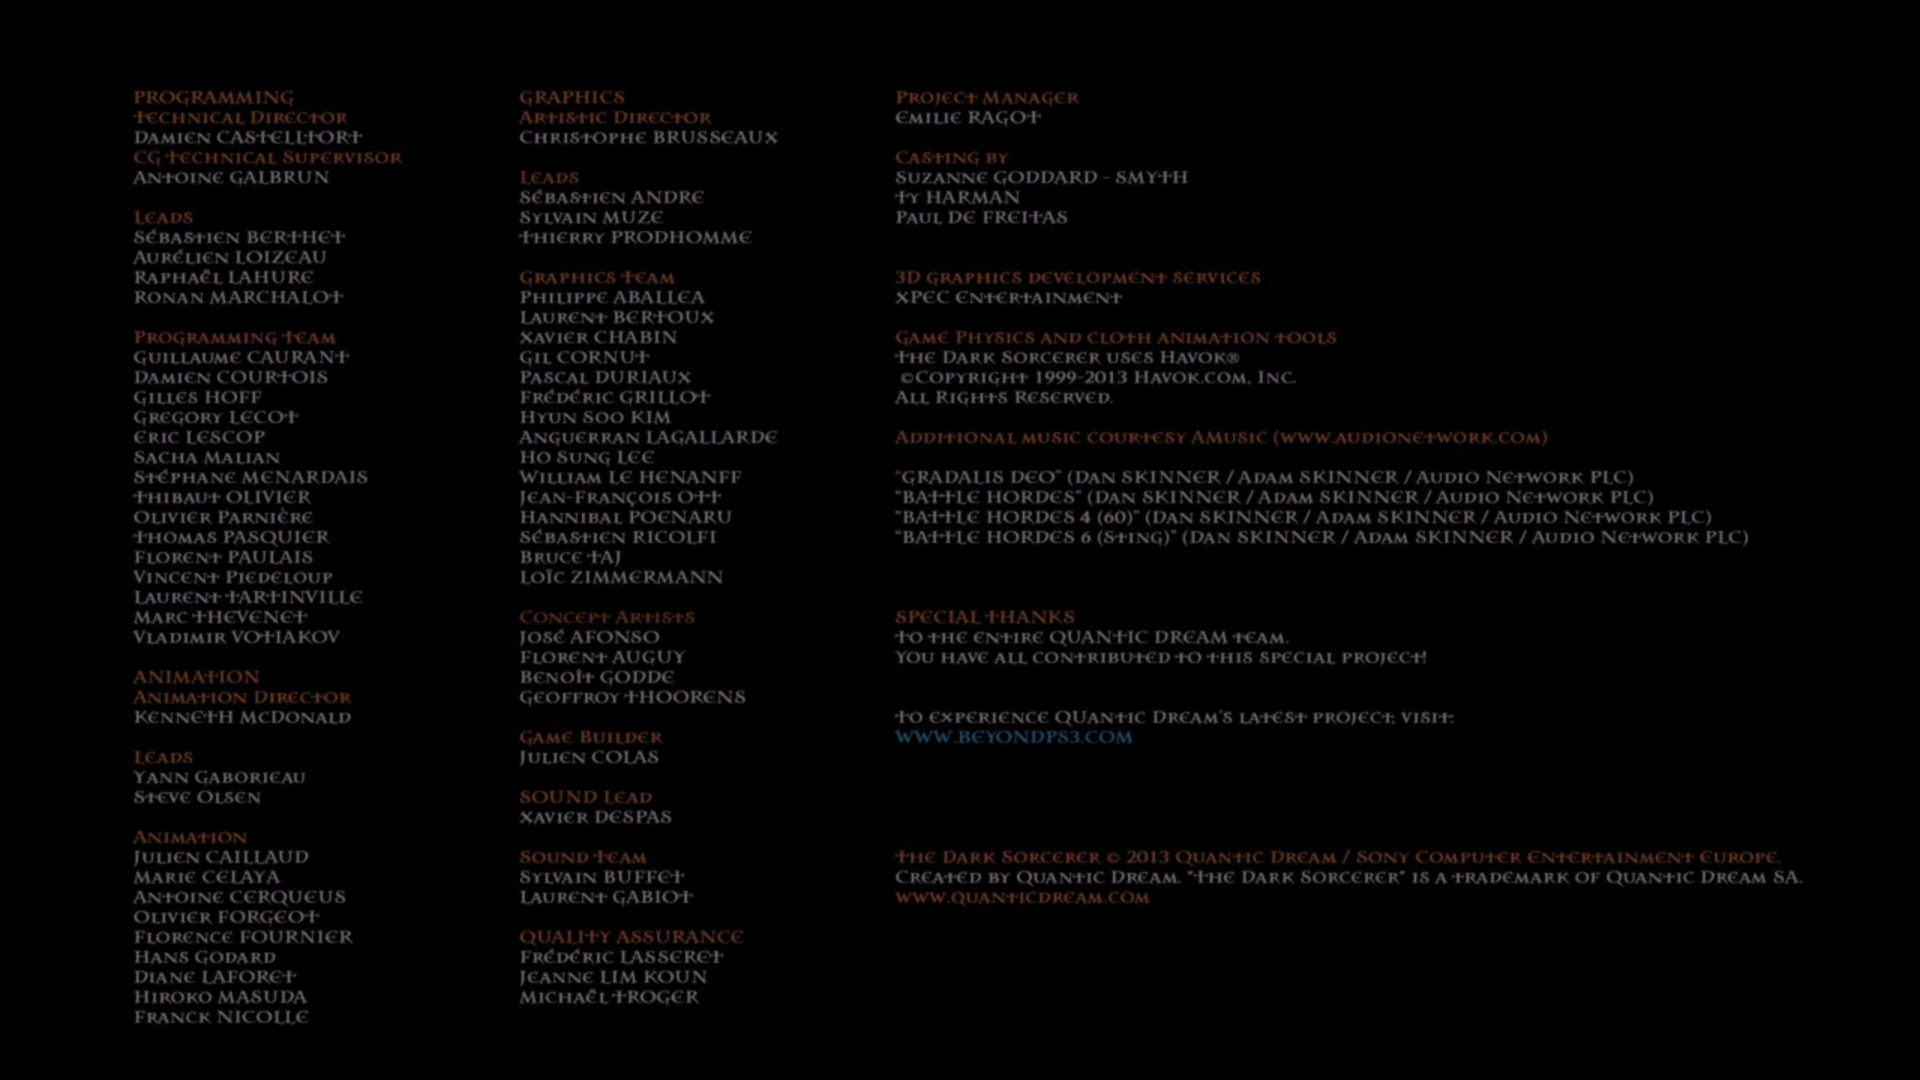 PROGRAMMING
Technical Director
Damien CASTELLTORT
CG Technical Supervisor
Antoine GALBRUN
Leads
Sébastien BERTHET
Aurélien LOIZEAU
Raphaël LAHURE
Ronan MARCHALOT
Programming Team
Guillaume CAURANT
Damien COURTOIS
Gilles HOFF
Gregory LECOT
Eric LESCOP
Sacha Malian
Stéphane MENARDAIS
Thibaut OLIVIER
Olivier Parnière
Thomas PASQUIER
Florent PAULAIS
Vincent Piedeloup
Laurent TARTINVILLE
Marc THEVENET
Vladimir VOTIAKOV
ANIMATION
Animation Director
Kenneth McDonald
Leads
Yann Gaborieau
Steve Olsen
Animation
Julien CAILLAUD
Marie CELAYA
Antoine CERQUEUS
Olivier FORGEOT
Florence FOURNIER
Hans Godard
Diane LAFORET
Hiroko MASUDA
Franck NICOLLE
GRAPHICS
Artistic Director
Christophe BRUSSEAUX
Leads
Sébastien ANDRE
Sylvain MUZE
Thierry PRODHOMME
Graphics Team
Philippe ABALLEA
Laurent BERTOUX
Xavier CHABIN
Gil CORNUT
Pascal DURIAUX
Frédéric GRILLOT
Hyun Soo KIM
Anguerran LAGALLARDE
Ho Sung LEE
William LE HENANFF
Jean-François OTT
Hannibal POENARU
Sébastien RICOLFI
Bruce TAJ
Loïc ZIMMERMANN
Concept Artists
José AFONSO
Florent AUGUY
Benoît GODDE
Geoffroy THOORENS
Game Builder
Julien COLAS
SOUND Lead
Xavier DESPAS
Sound Team
Sylvain BUFFET
Laurent GABIOT
QUALITY ASSURANCE
Frédéric LASSERET
Jeanne LIM KOUN
Michaël TROGER
Project Manager
Emilie RAGOT
Casting by
Suzanne GODDARD - SMYTH
Ty HARMAN
Paul DE FREITAS
3D graphics development services
XPEC Entertainment
Game Physics and cloth animation tools
The Dark Sorcerer uses Havok®
©Copyright 1999-2013 Havok.com, Inc.
All Rights Reserved.
Additional music courtesy AMusic (www.audionetwork.com)
"GRADALIS DEO" (Dan SKINNER / Adam SKINNER / Audio Network PLC)
"BATTLE HORDES" (Dan SKINNER / Adam SKINNER / Audio Network PLC)
"BATTLE HORDES 4 (60)" (Dan SKINNER / Adam SKINNER / Audio Network PLC)
"BATTLE HORDES 6 (Sting)" (Dan SKINNER / Adam SKINNER / Audio Network PLC)
SPECIAL THANKS
To the entire QUANTIC DREAM team.
You have all contributed to this special project!
To experience Quantic Dream's latest project, visit:
WWW.BEYONDPS3.COM
The Dark Sorcerer © 2013 Quantic Dream / Sony Computer Entertainment Europe.
Created by Quantic Dream. "The Dark Sorcerer" is a trademark of Quantic Dream SA.
www.quanticdream.com